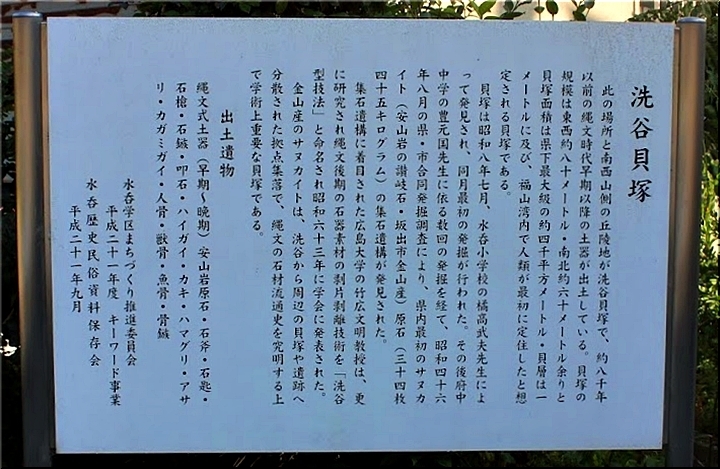 洗谷貝塚
此の場所と南西山側の丘陵地が洗谷貝塚で、約八千年
以前の縄文時代早期以降の土器が出土している。貝塚の
規模は東西約八十メートル・南北約六十メートル余りと
貝塚面積は県下最大級の約四千平方メートル・貝層は一
メートルに及び、福山湾内で人類が最初に定住したと想
定される貝塚である。
貝塚は昭和八年七月、水呑小学校の橘高武夫先生によ
って発見され、同月最初の発掘が行われた。その後府中
中学の豊元国先生に依る数回の発掘を経て、昭和四十六
年八月の県・市合同発掘調査により、県内最初のサヌカ
イト（安山岩の讃岐石・坂出市金山産）原石（三十四枚
四十五キログラム）の集石遺構が発見された。
集石遺構に着目された広島大学の竹広文明教授は、更
に研究され縄文後期の石器素材の剥片剥離技術を「洗谷
型技法」と命名され昭和六十三年に学会に発表された。
金山産のサヌカイトは、洗谷から周辺の貝塚や遺跡へ
分散された拠点集落で、縄文の石材流通史を究明する上
で学術上重要な貝塚である。
出土遺物
縄文式土器（早期～晩期）安山岩原石・石斧・石匙・
石槍・石鏃・叩石・ハイガイ・カキ・ハマグリ・アサ
リ・カガミガイ・人骨・獣骨・魚骨・骨鏃
水呑学区まちづくり推進委員会
平成二十一年度 キーワード事業
水呑歴史民俗資料保存会
平成二十一年九月